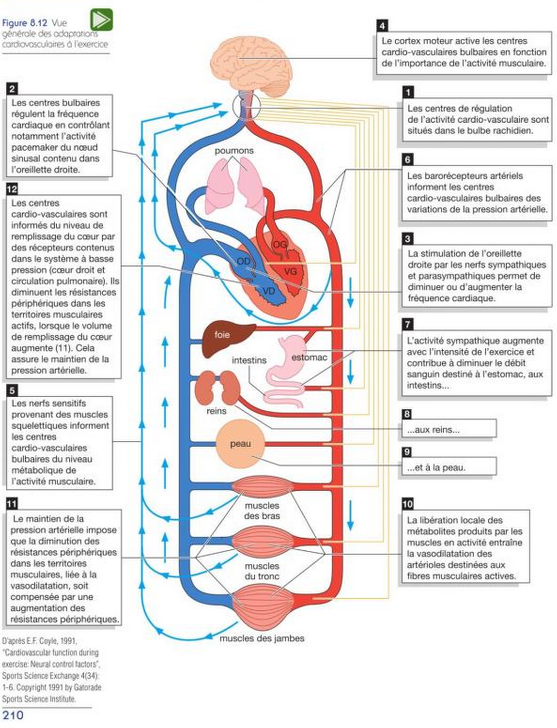 Figure 8.12 Vue
générale des adaptations
cardiovasculaires à l'exercice
4
Le cortex moteur active les centres
cardio-vasculaires bulbaires en fonction
de l'importance de l'activité musculaire.
2
Les centres bulbaires
régulent la fréquence
cardiaque en contrôlant
notamment l'activité
pacemaker du nœud
sinusal contenu dans
l'oreillette droite.
1
Les centres de régulation
de l'activité cardio-vasculaire sont
situés dans le bulbe rachidien.
poumons
6
Les barorécepteurs artériels
informent les centres
cardio-vasculaires bulbaires des
variations de la pression artérielle.
12
Les centres
cardio-vasculaires sont
informés du niveau de
remplissage du cœur par
des récepteurs contenus
dans le système à basse
pression (cœur droit et
circulation pulmonaire). Ils
diminuent les résistances
périphériques dans les
territoires musculaires
actifs, lorsque le volume
de remplissage du cœur
augmente (11). Cela
assure le maintien de la
pression artérielle.
OG
OD
VG
VD
3
La stimulation de l'oreillette
droite par les nerfs sympathiques
et parasympathiques permet de
diminuer ou d'augmenter la
fréquence cardiaque.
7
L'activité sympathique augmente
avec l'intensité de l'exercice et
contribue à diminuer le débit
sanguin destiné à l'estomac, aux
intestins...
foie
intestins
estomac
reins
peau
5
Les nerfs sensitifs
provenant des muscles
squelettiques informent
les centres
cardio-vasculaires
bulbaires du niveau
métabolique de
l'activité musculaire.
8
...aux reins...
9
...et à la peau.
muscles
des bras
11
Le maintien de la
pression artérielle impose
que la diminution des
résistances périphériques
dans les territoires
musculaires, liée à la
vasodilatation, soit
compensée par une
augmentation des
résistances périphériques.
10
La libération locale des
métabolites produits par les
muscles en activité entraîne
la vasodilatation des
artérioles destinées aux
fibres musculaires actives.
muscles
du tronc
muscles des jambes
D'après E.F. Coyle, 1991,
"Cardiovascular function during
exercise: Neural control factors",
Sports Science Exchange 4(34):
1-6. Copyright 1991 by Gatorade
Sports Science Institute.
210